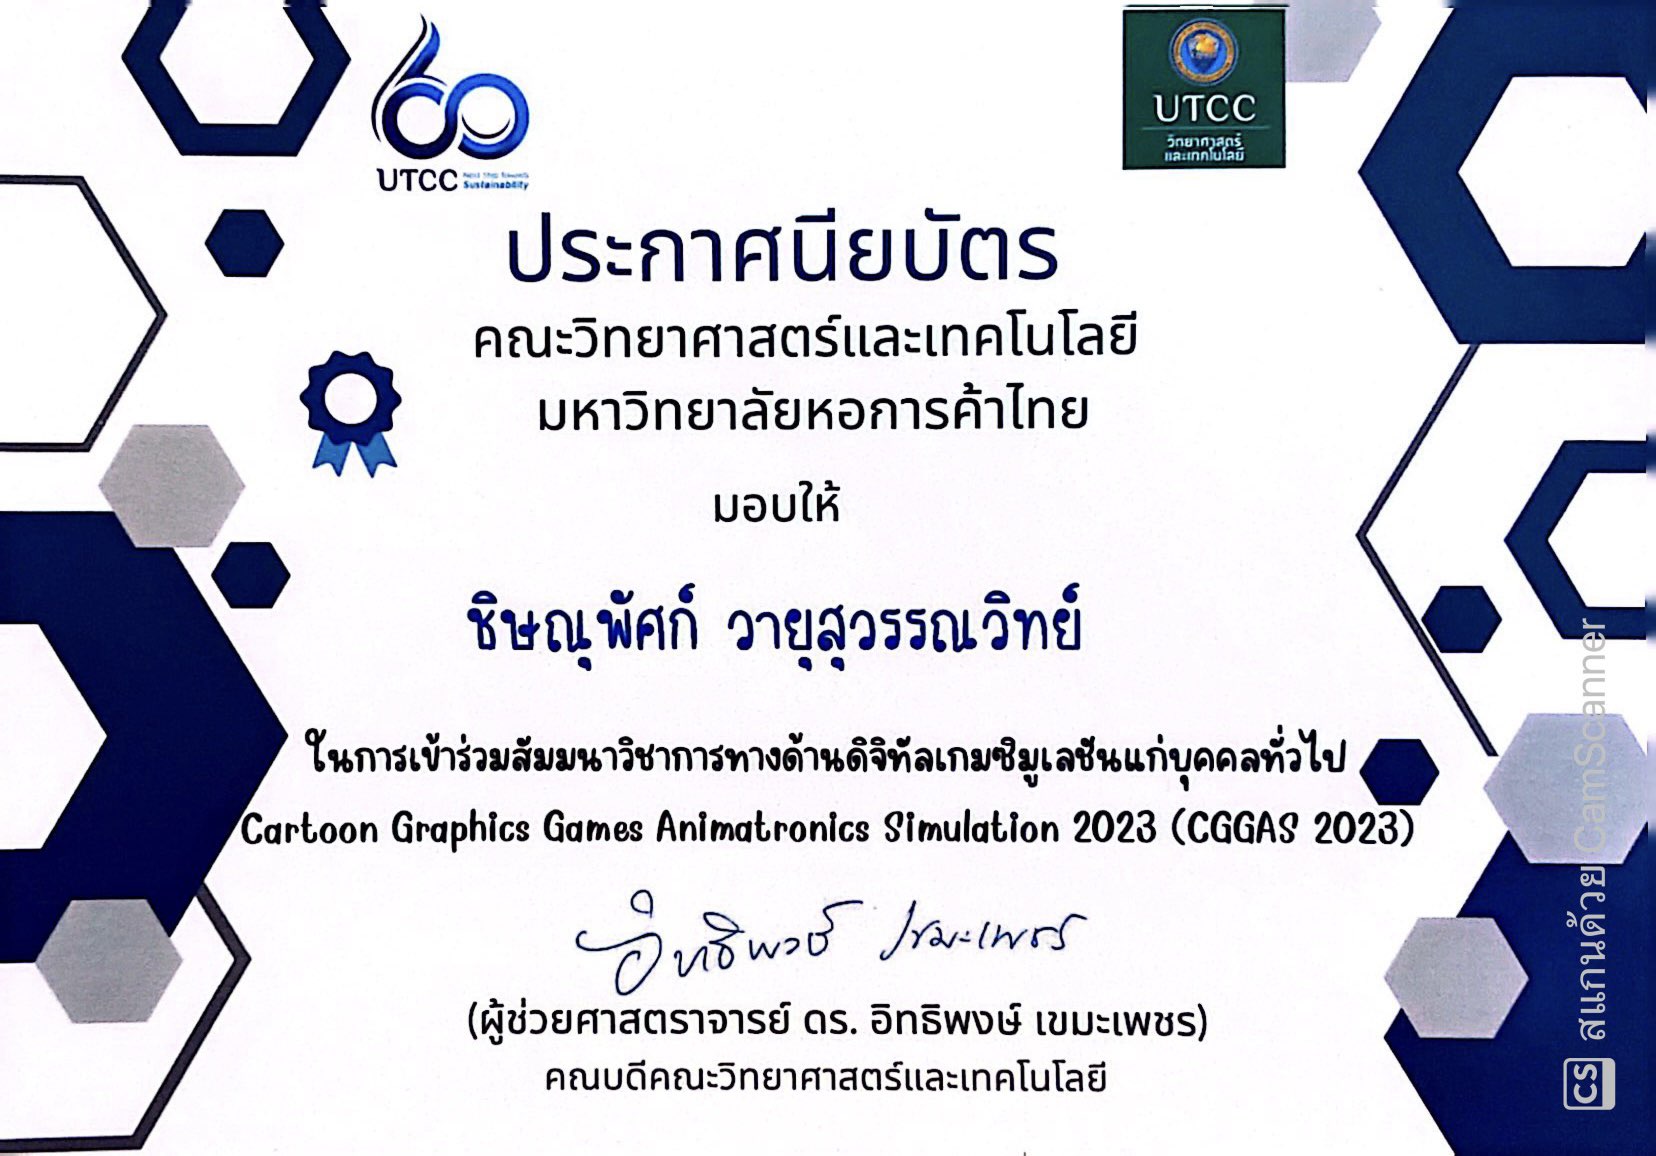 60
UTCC Next Step Towards Sustainability
UTCC
วิทยาศาสตร์
และเทคโนโลยี
ประกาศนียบัตร
คณะวิทยาศาสตร์และเทคโนโลยี
มหาวิทยาลัยหอการค้าไทย
มอบให้
ชิษณุพัศก์ วายุสุวรรณวิทย์
ในการเข้าร่วมสัมมนาวิชาการทางด้านดิจิทัลเกมซิมูเลชันแก่บุคคลทั่วไป
Cartoon Graphics Games Animatronics Simulation 2023 (CGGAS 2023)
อิทธิพงษ์ เขมะเพชร
(ผู้ช่วยศาสตราจารย์ ดร. อิทธิพงษ์ เขมะเพชร)
คณบดีคณะวิทยาศาสตร์และเทคโนโลยี
CS สแกนด้วย CamScanner